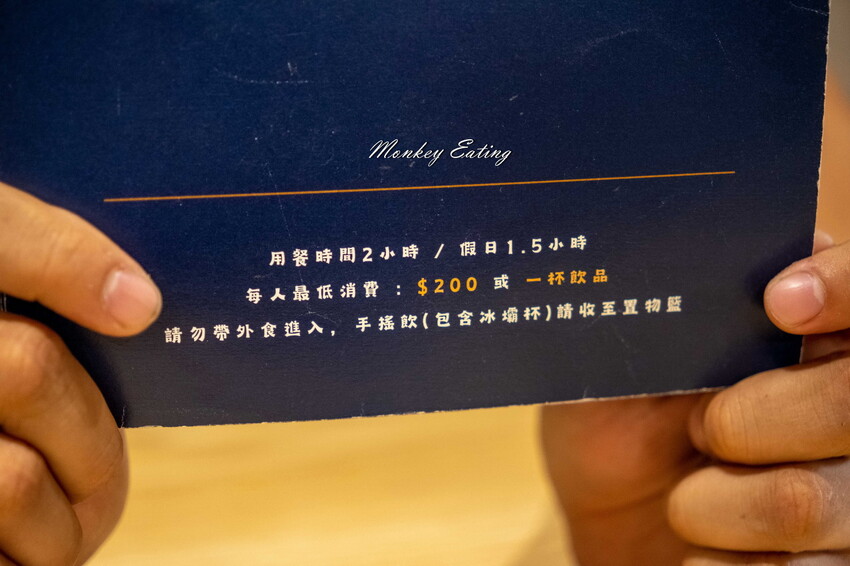 Monkey Eating
用餐時間2小時 / 假日1.5小時
每人最低消費：$200 或 一杯飲品
請勿帶外食進入，手搖飲(包含冰壩杯)請收至置物籃